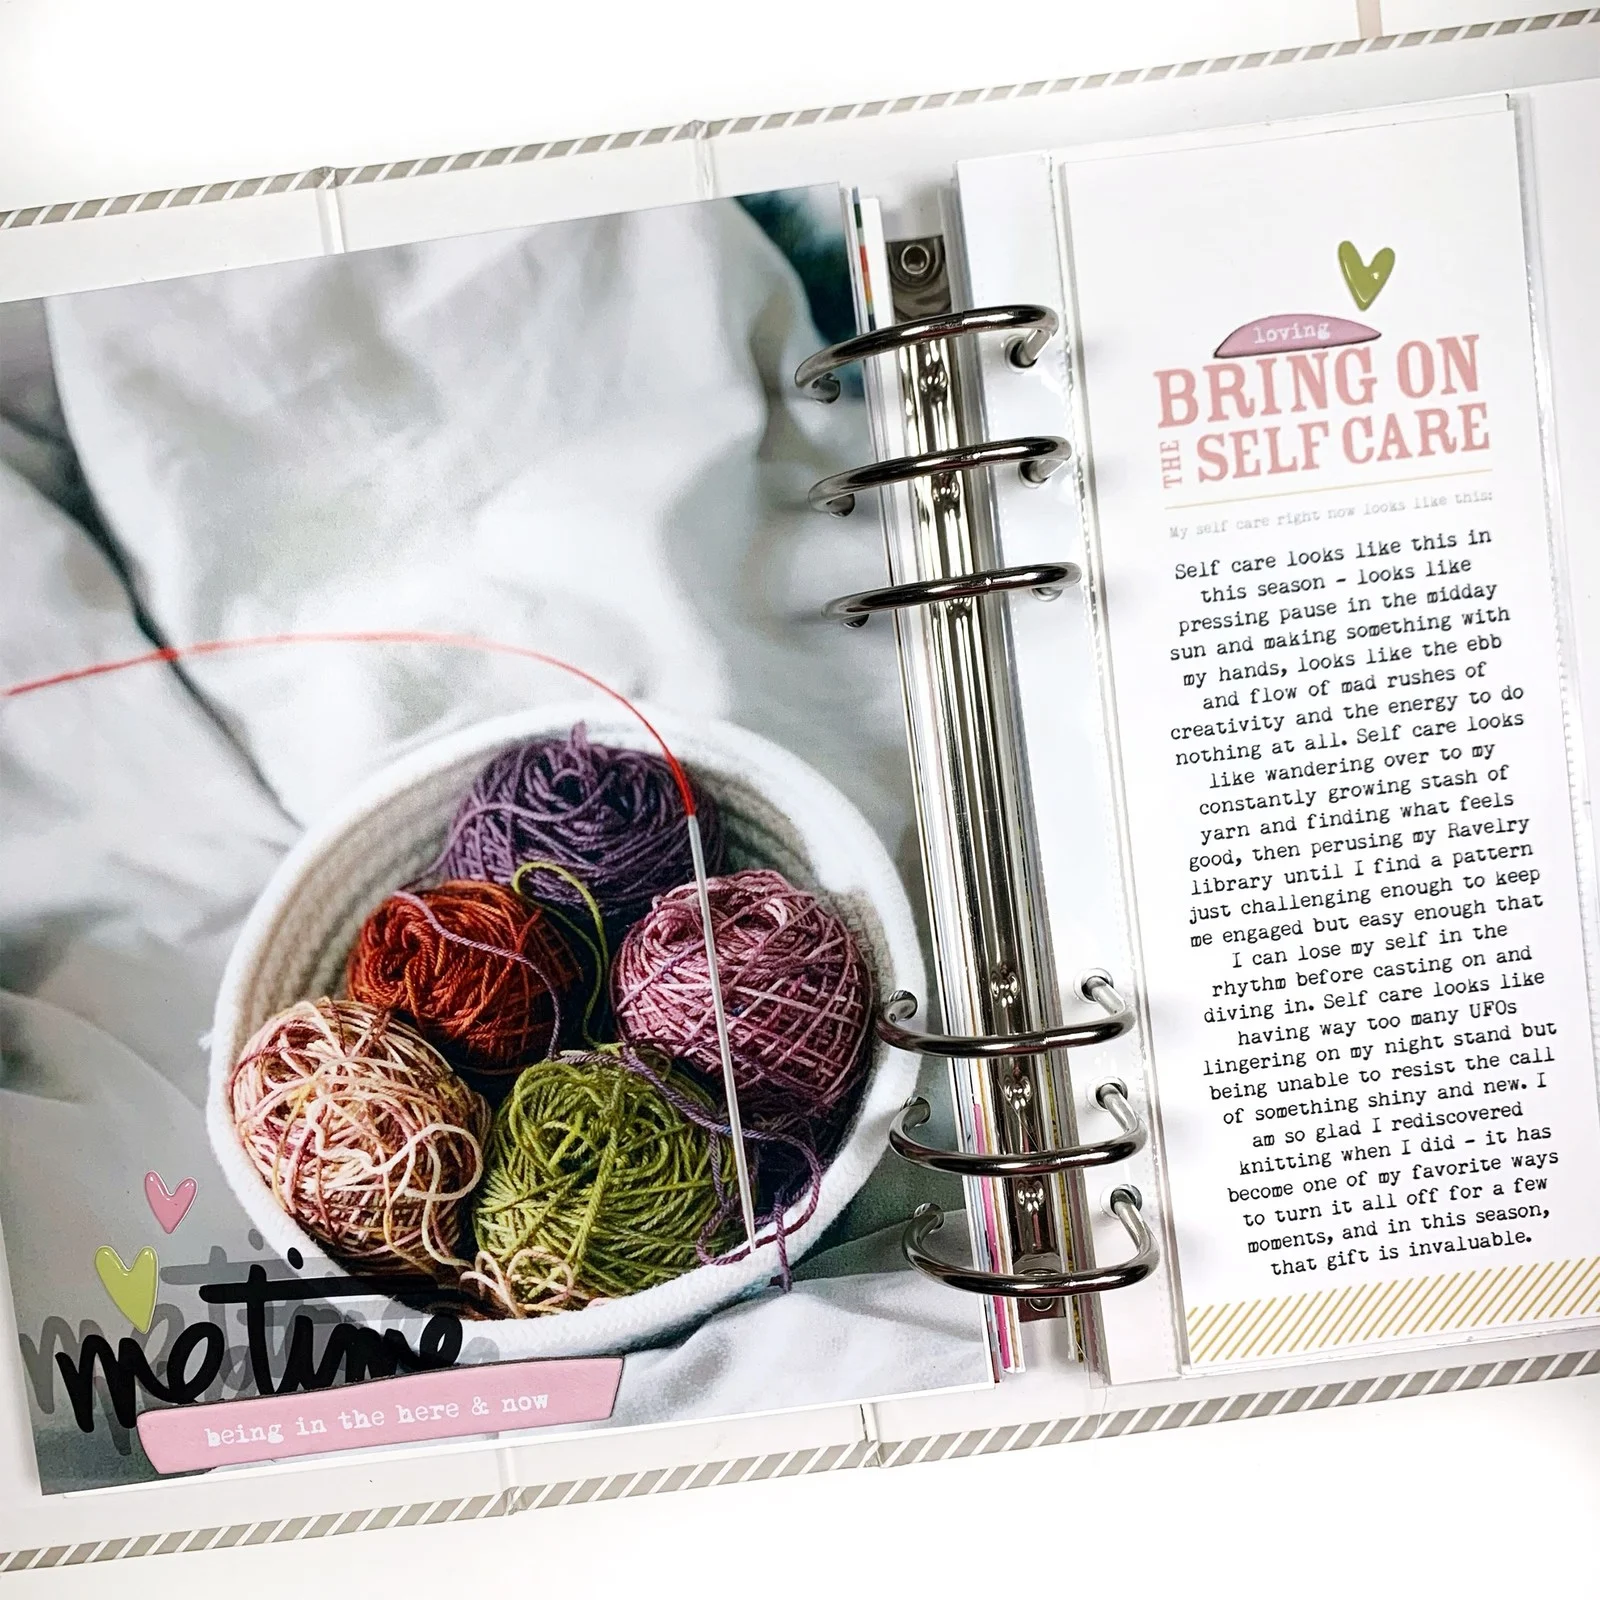 me time
being in the here & now
loving
BRING ON
THE SELF CARE
My self care right now looks like this:
Self care looks like this in
this season - looks like
pressing pause in the midday
sun and making something with
my hands, looks like the ebb
and flow of mad rushes of
creativity and the energy to do
nothing at all. Self care looks
like wandering over to my
constantly growing stash of
yarn and finding what feels
good, then perusing my Ravelry
library until I find a pattern
just challenging enough to keep
me engaged but easy enough that
I can lose my self in the
rhythm before casting on and
diving in. Self care looks like
having way too many UFOs
lingering on my night stand but
being unable to resist the call
of something shiny and new. I
am so glad I rediscovered
knitting when I did - it has
become one of my favorite ways
to turn it all off for a few
moments, and in this season,
that gift is invaluable.